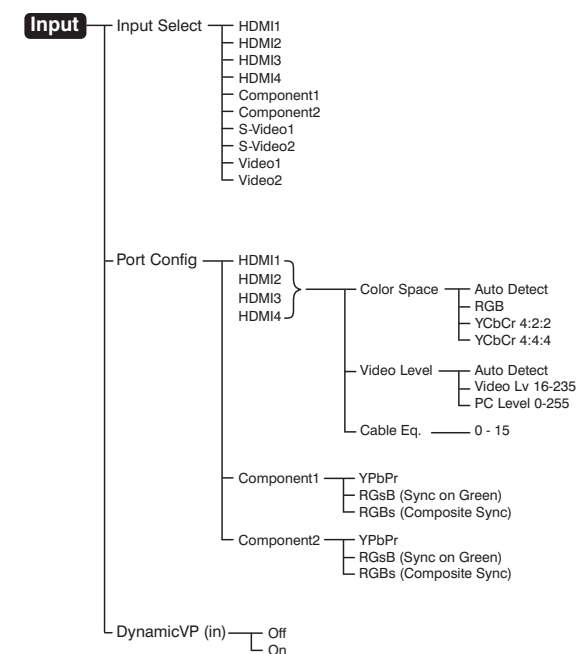 Input
Input Select
HDMI1
HDMI2
HDMI3
HDMI4
Component1
Component2
S-Video1
S-Video2
Video1
Video2
Port Config
HDMI1
HDMI2
HDMI3
HDMI4
Color Space
Auto Detect
RGB
YCbCr 4:2:2
YCbCr 4:4:4
Video Level
Auto Detect
Video Lv 16-235
PC Level 0-255
Cable Eq.
0 - 15
Component1
YPbPr
RGsB (Sync on Green)
RGBs (Composite Sync)
Component2
YPbPr
RGsB (Sync on Green)
RGBs (Composite Sync)
DynamicVP (in)
Off
On